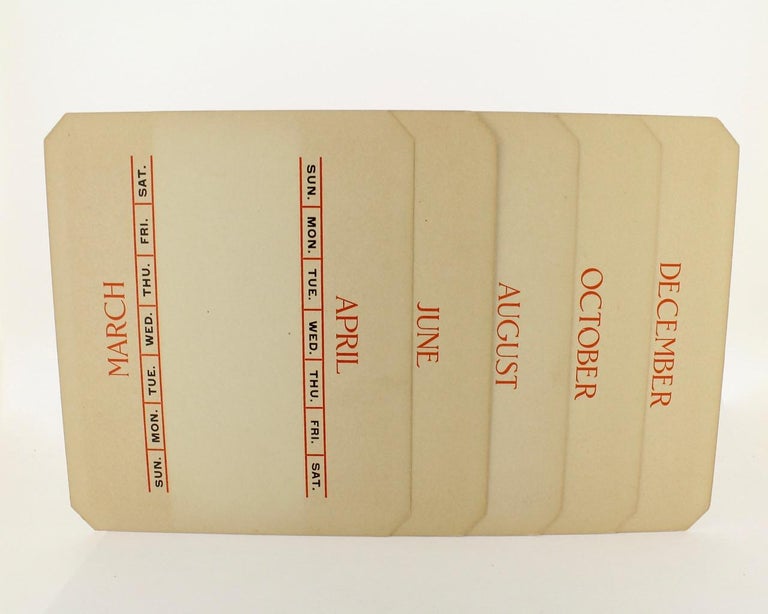 MARCH
SUN. MON. TUE. WED. THU. FRI. SAT.
SUN. MON. TUE. WED. THU. FRI. SAT.
APRIL
JUNE
AUGUST
OCTOBER
DECEMBER